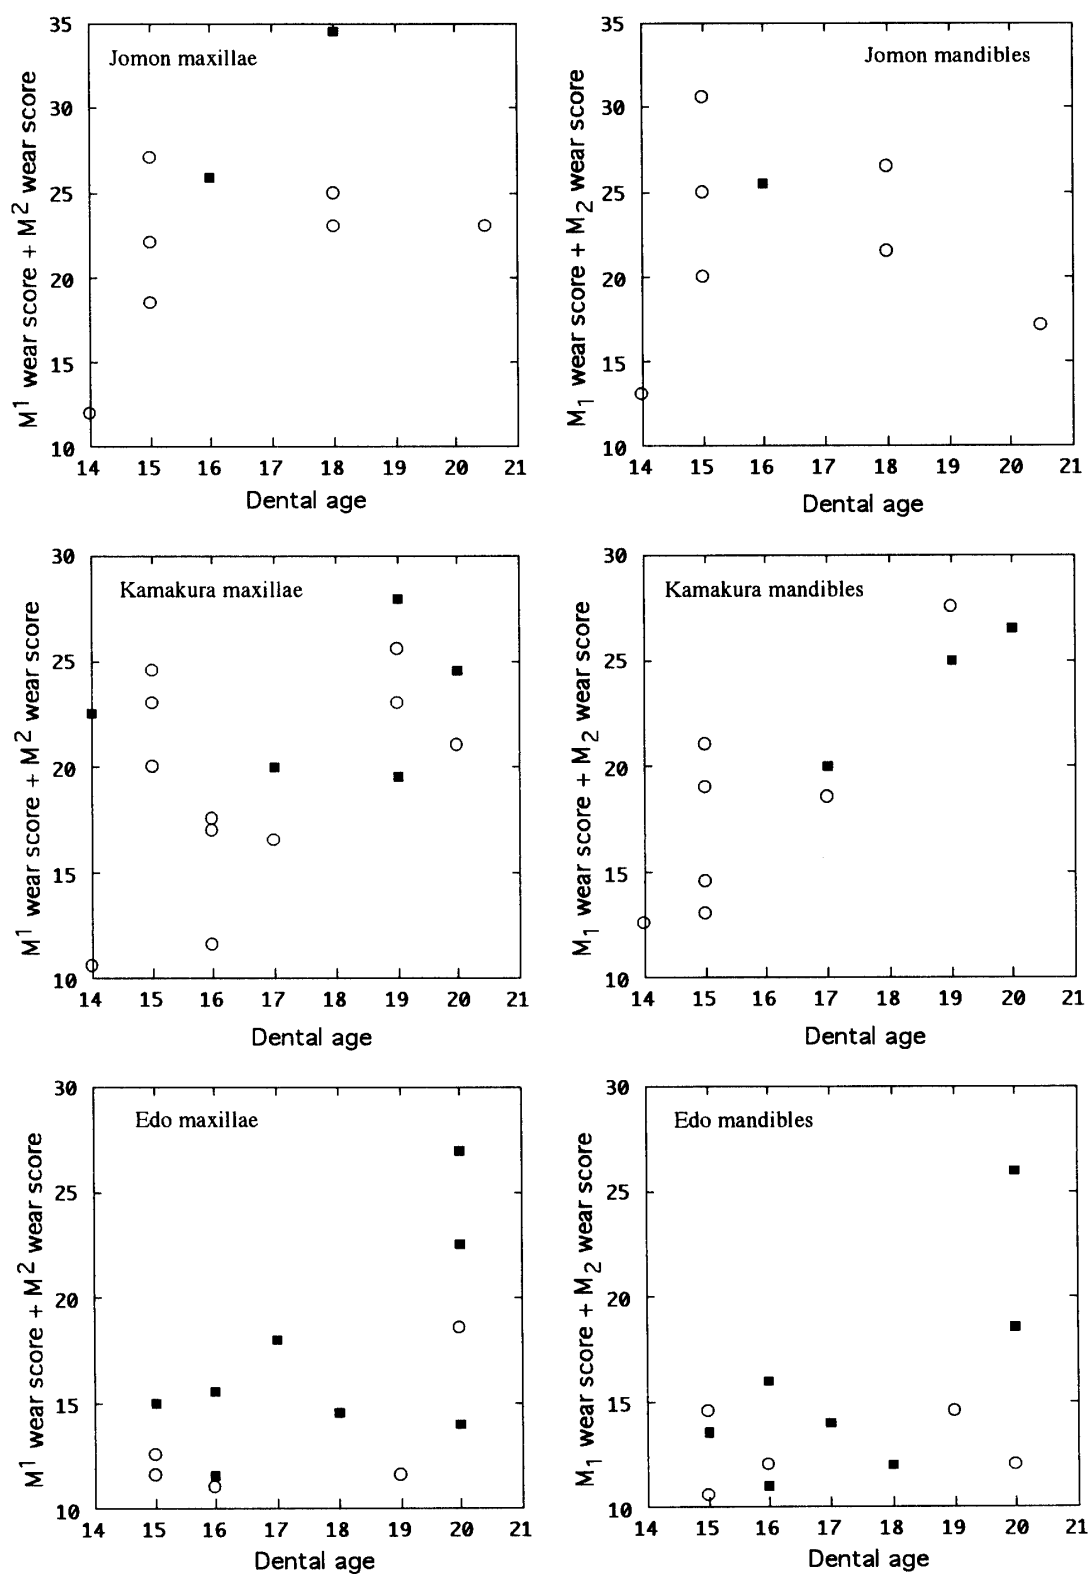 Jomon maxillae
M1 wear score + M2 wear score
35
30
25
20
15
10
14 15 16 17 18 19 20 21
Dental age
Jomon mandibles
M1 wear score + M2 wear score
35
30
25
20
15
10
14 15 16 17 18 19 20 21
Dental age
Kamakura maxillae
M1 wear score + M2 wear score
30
25
20
15
10
14 15 16 17 18 19 20 21
Dental age
Kamakura mandibles
M1 wear score + M2 wear score
30
25
20
15
10
14 15 16 17 18 19 20 21
Dental age
Edo maxillae
M1 wear score + M2 wear score
30
25
20
15
10
14 15 16 17 18 19 20 21
Dental age
Edo mandibles
M1 wear score + M2 wear score
30
25
20
15
10
14 15 16 17 18 19 20 21
Dental age